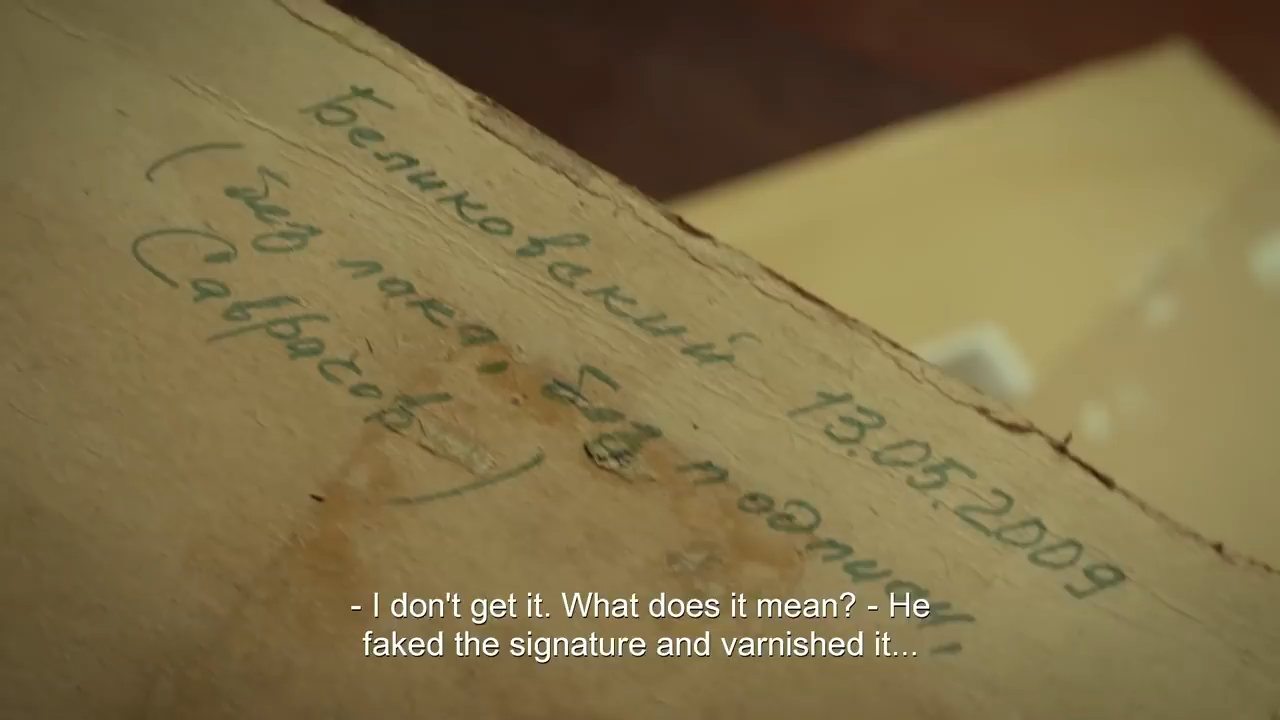 Беликовский 13.05.2009
(без лака, без подписи,
Саврасов)
- I don't get it. What does it mean? - He
faked the signature and varnished it...